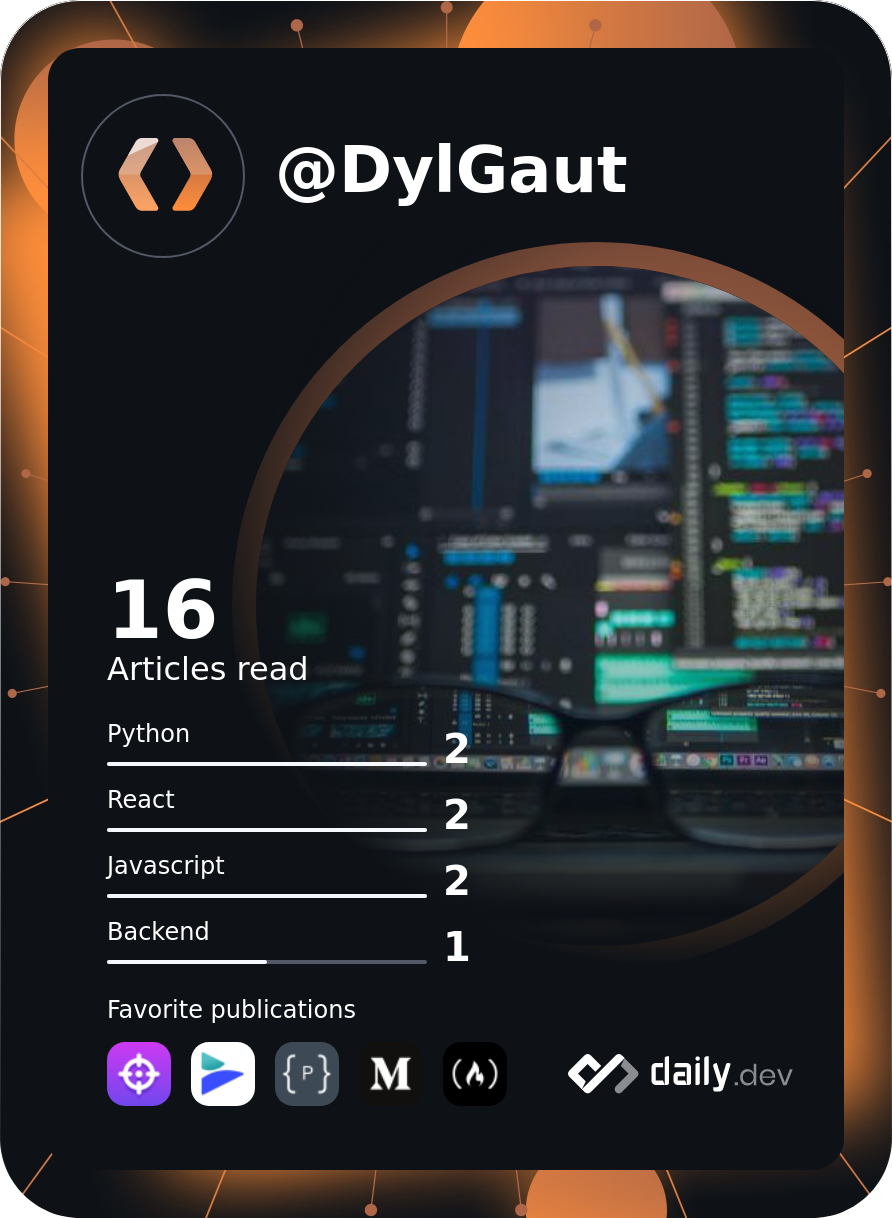 @DylGaut
16
Articles read
Python
2
React
2
Javascript
2
Backend
1
Favorite publications
{P}
M
daily.dev